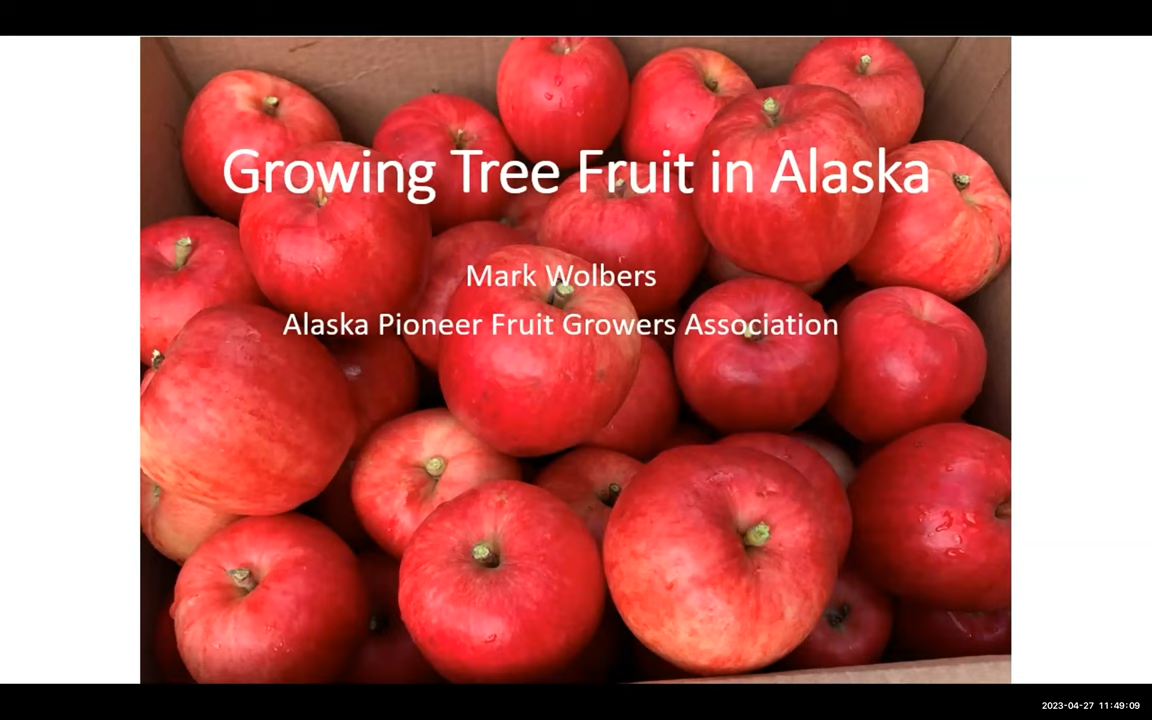 Growing Tree Fruit in Alaska
Mark Wolbers
Alaska Pioneer Fruit Growers Association
2023-04-27 11:49:09